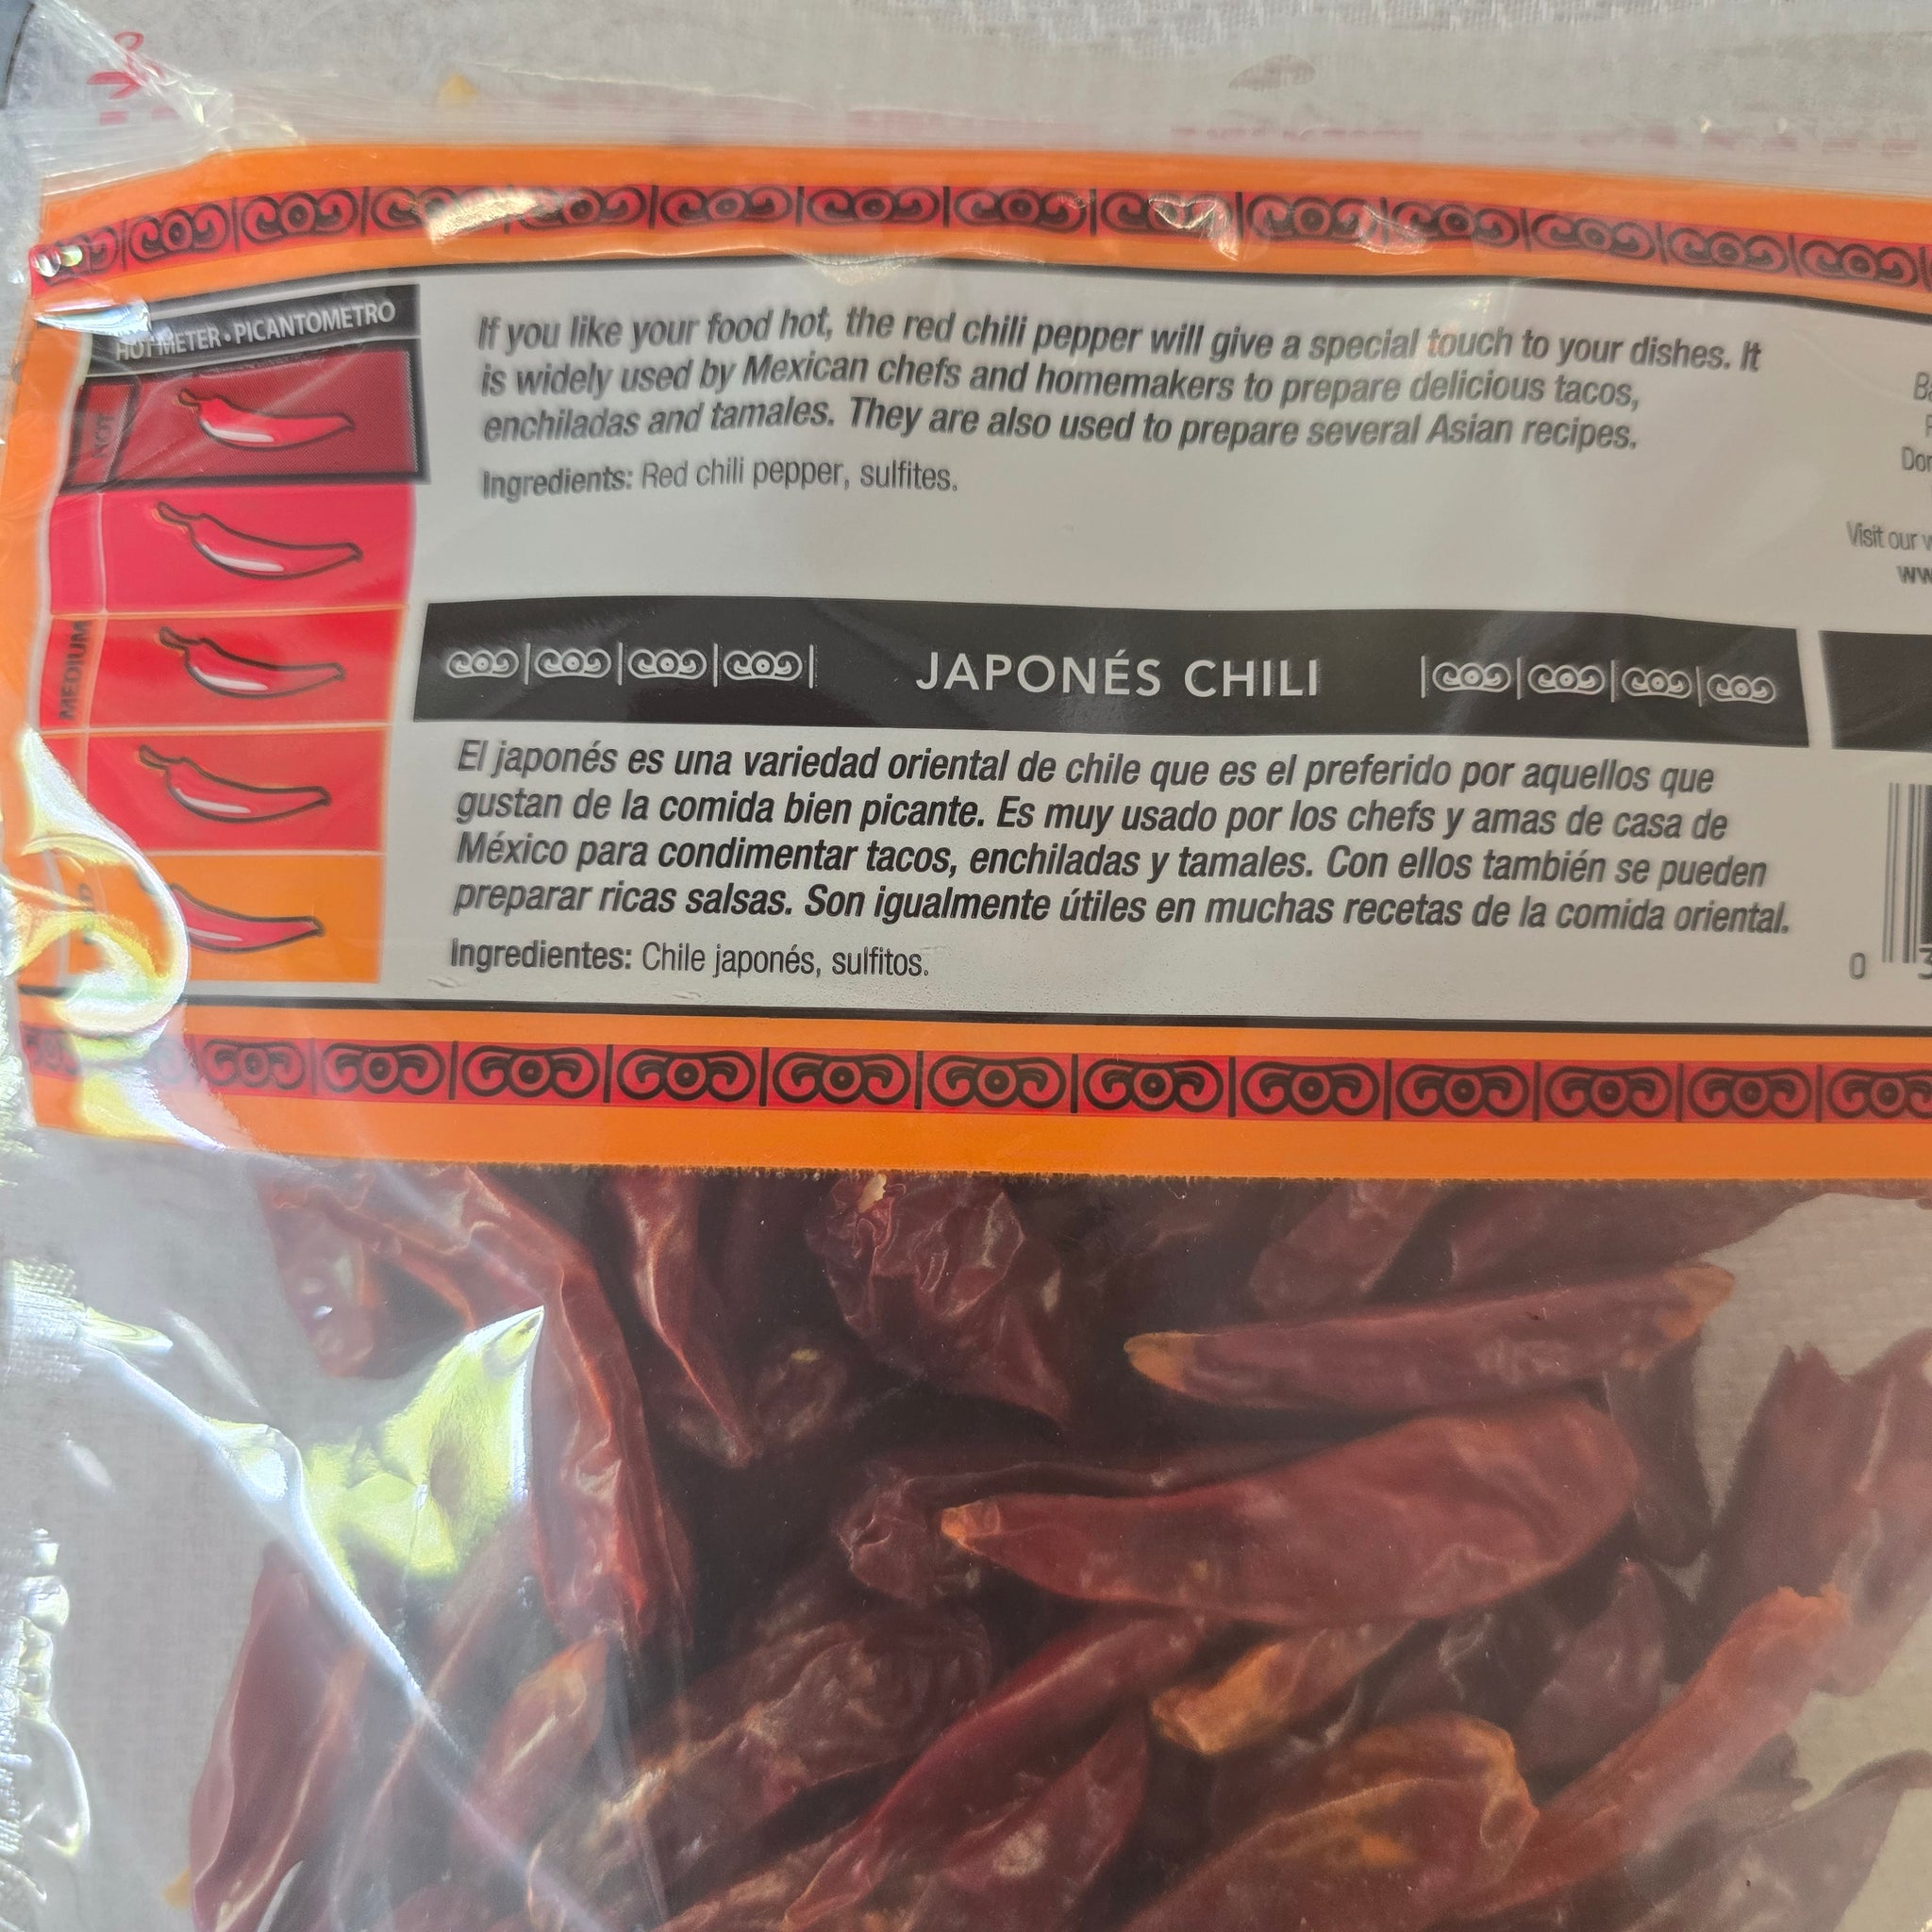 HOT METER • PICANTOMETRO
HOT
MEDIUM
If you like your food hot, the red chili pepper will give a special touch to your dishes. It
is widely used by Mexican chefs and homemakers to prepare delicious tacos,
enchiladas and tamales. They are also used to prepare several Asian recipes.
Ingredients: Red chili pepper, sulfites.
JAPONÉS CHILI
El japonés es una variedad oriental de chile que es el preferido por aquellos que
gustan de la comida bien picante. Es muy usado por los chefs y amas de casa de
México para condimentar tacos, enchiladas y tamales. Con ellos también se pueden
preparar ricas salsas. Son igualmente útiles en muchas recetas de la comida oriental.
Ingredientes: Chile japonés, sulfitos.
Visit our
0